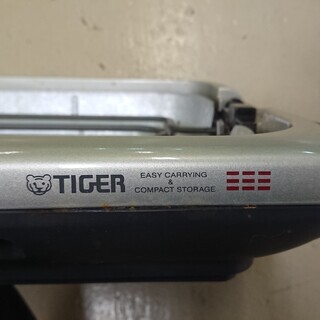 TIGER
EASY CARRYING
&
COMPACT STORAGE